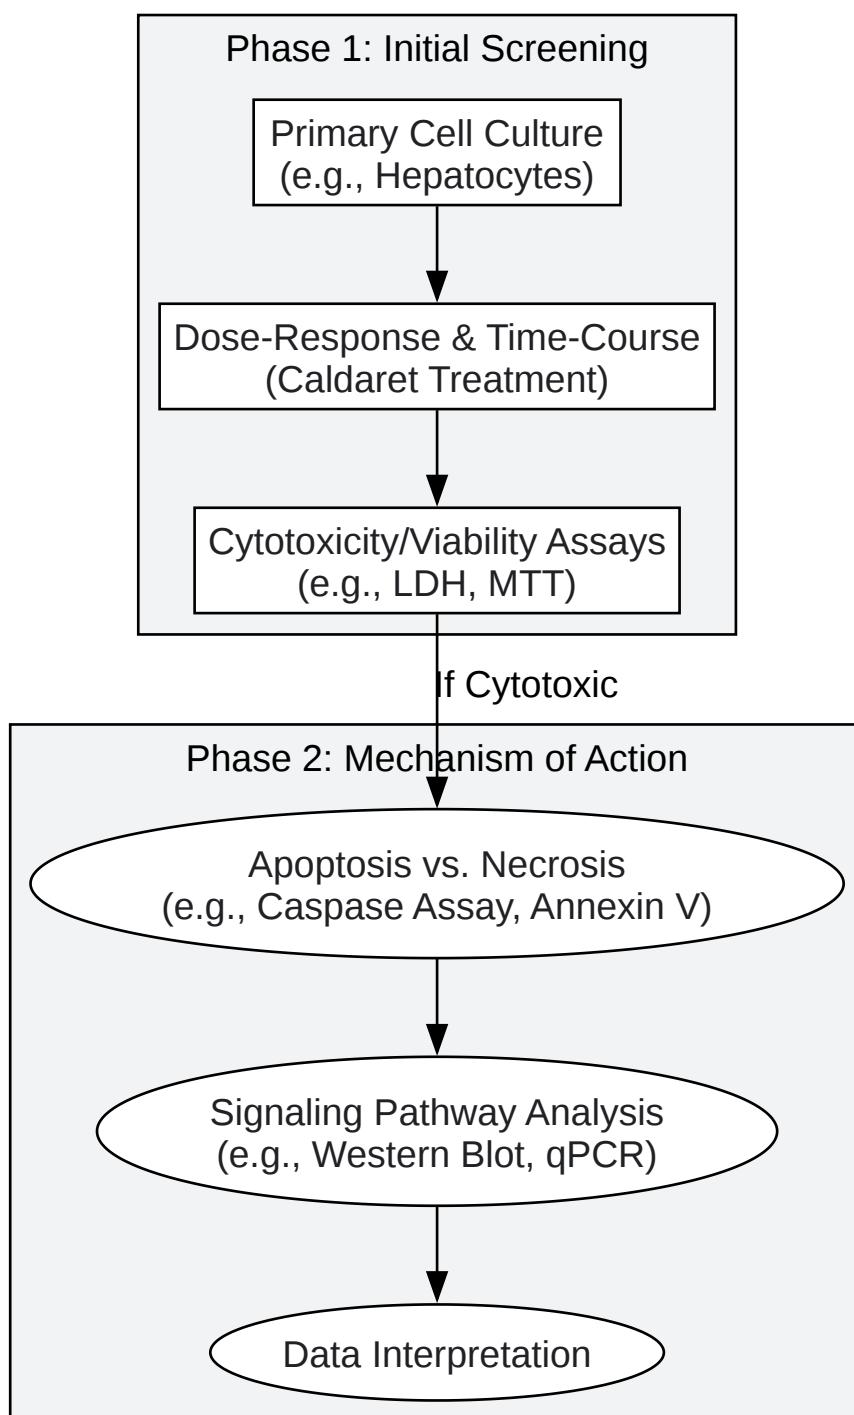 Phase 1: Initial Screening
Primary Cell Culture
(e.g., Hepatocytes)
Dose-Response & Time-Course
(Caldaret Treatment)
Cytotoxicity/Viability Assays
(e.g., LDH, MTT)
If Cytotoxic
Phase 2: Mechanism of Action
Apoptosis vs. Necrosis
(e.g., Caspase Assay, Annexin V)
Signaling Pathway Analysis
(e.g., Western Blot, qPCR)
Data Interpretation